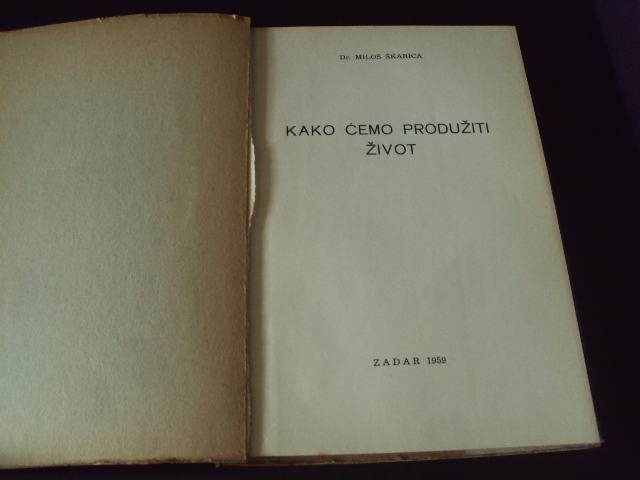 Dr. MILOŠ ŠKARICA
KAKO ĆEMO PRODUŽITI
ŽIVOT
ZADAR 1959